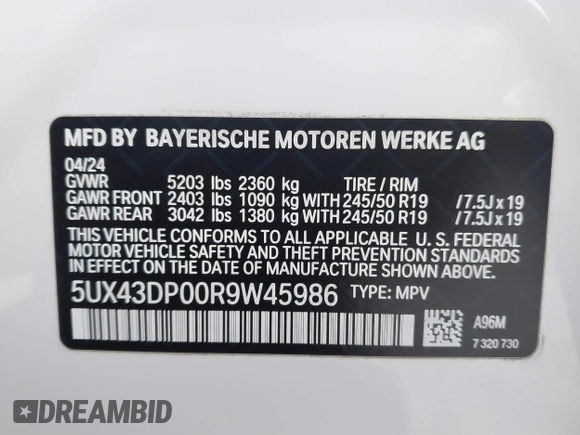 MFD BY BAYERISCHE MOTOREN WERKE AG
04/24
GVWR 5203 lbs 2360 kg TIRE / RIM
GAWR FRONT 2403 lbs 1090 kg WITH 245/50 R19 /7.5J x 19
GAWR REAR 3042 lbs 1380 kg WITH 245/50 R19 /7.5J x 19
THIS VEHICLE CONFORMS TO ALL APPLICABLE U. S. FEDERAL
MOTOR VEHICLE SAFETY AND THEFT PREVENTION STANDARDS
IN EFFECT ON THE DATE OF MANUFACTURE SHOWN ABOVE.
5UX43DP00R9W45986 TYPE: MPV
A96M
7 320 730
DREAMBID